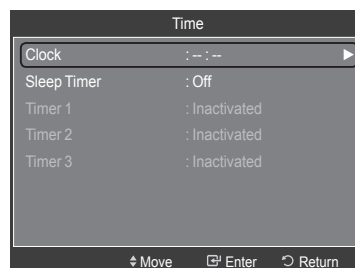 Time
Clock : -- : --
Sleep Timer : Off
Timer 1 : Inactivated
Timer 2 : Inactivated
Timer 3 : Inactivated
Move Enter Return